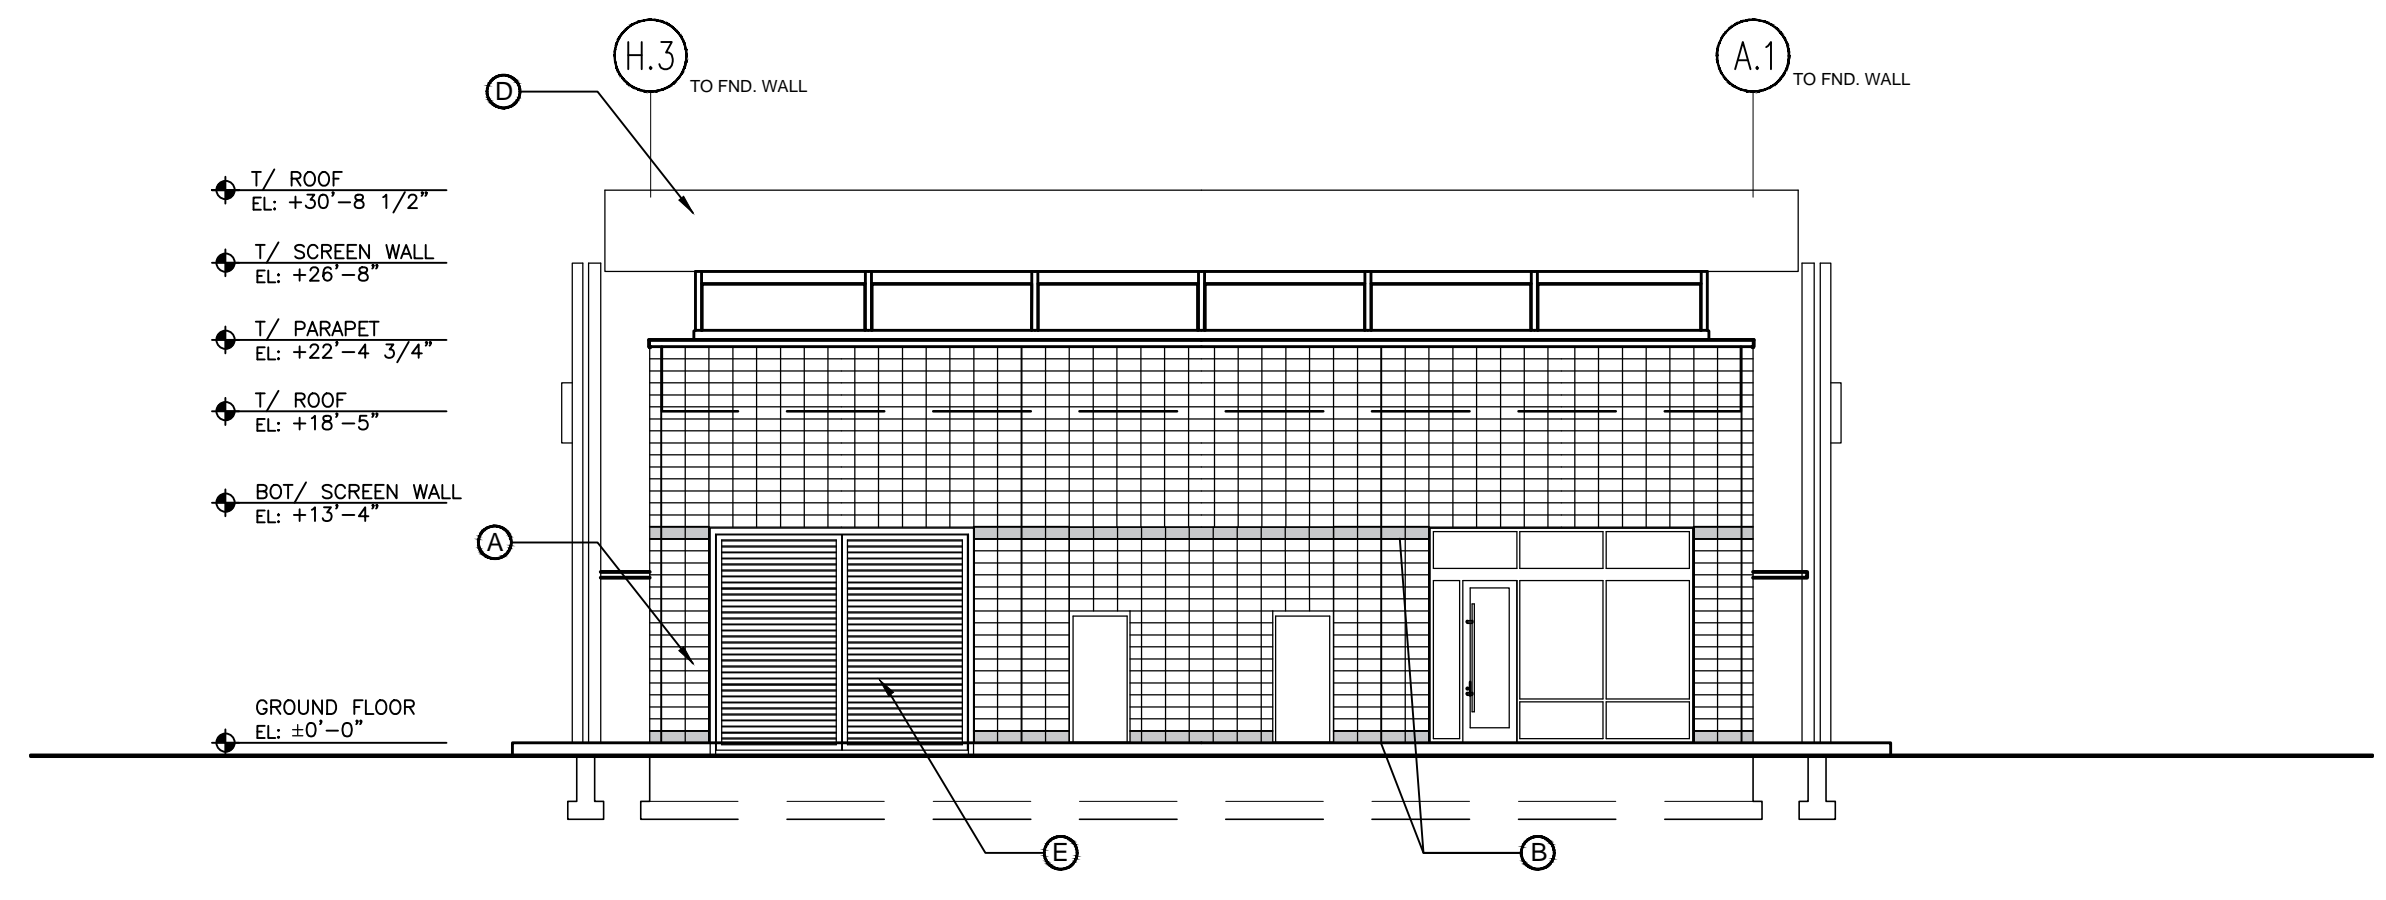 H.3
TO FND. WALL
A.1
TO FND. WALL
D
T/ ROOF
EL: +30'-8 1/2"
T/ SCREEN WALL
EL: +26'-8"
T/ PARAPET
EL: +22'-4 3/4"
T/ ROOF
EL: +18'-5"
BOT/ SCREEN WALL
EL: +13'-4"
A
GROUND FLOOR
EL: ±0'-0"
E
B